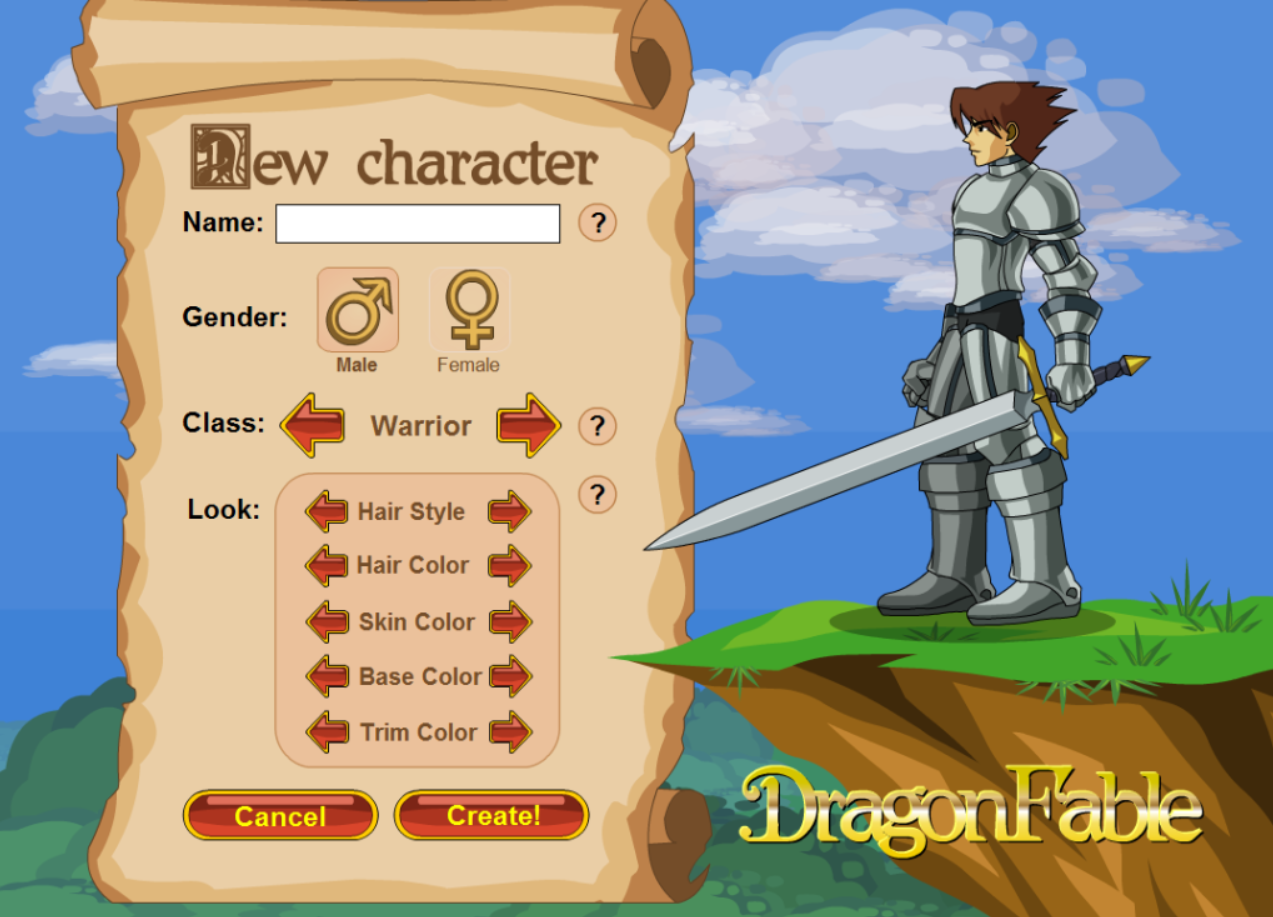 New character
Name:
?
Gender:
Male
Female
Class:
Warrior
?
Look:
?
Hair Style
Hair Color
Skin Color
Base Color
Trim Color
Cancel
Create!
DragonFable